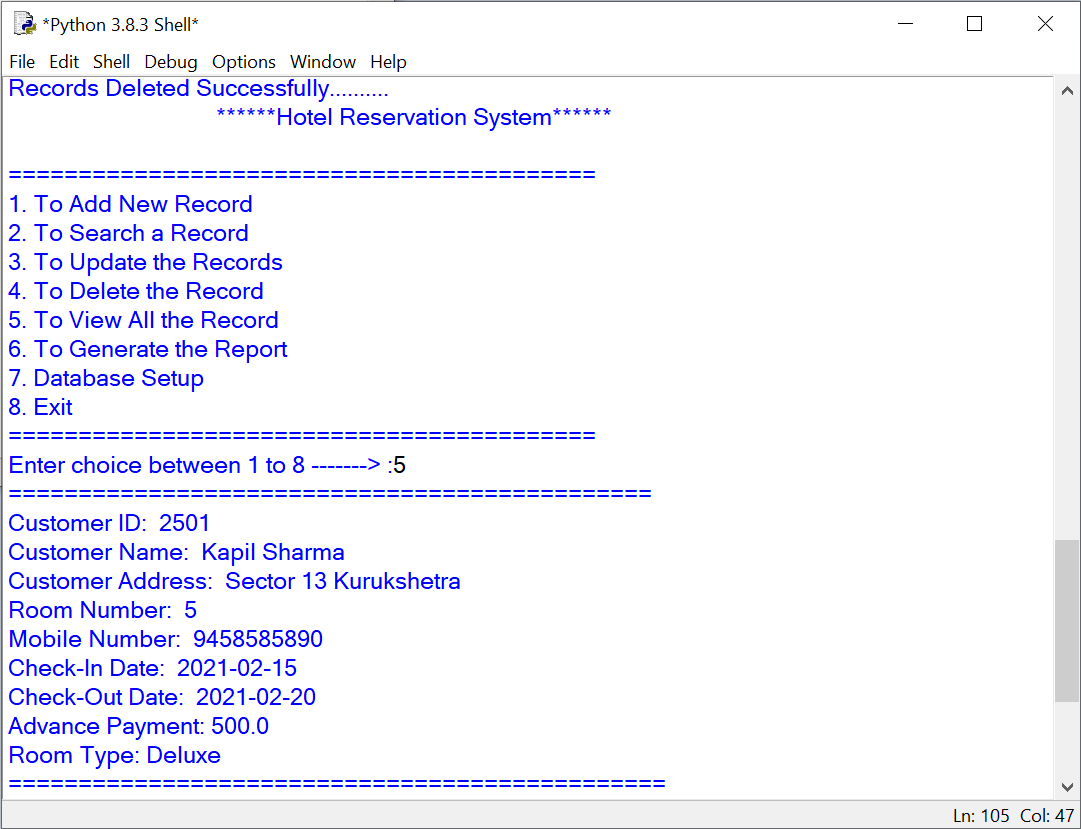 *Python 3.8.3 Shell*
File Edit Shell Debug Options Window Help
Records Deleted Successfully..........
******Hotel Reservation System******
==========================================
1. To Add New Record
2. To Search a Record
3. To Update the Records
4. To Delete the Record
5. To View All the Record
6. To Generate the Report
7. Database Setup
8. Exit
==========================================
Enter choice between 1 to 8 -------> :5
==============================================
Customer ID:  2501
Customer Name:  Kapil Sharma
Customer Address:  Sector 13 Kurukshetra
Room Number:  5
Mobile Number:  9458585890
Check-In Date:  2021-02-15
Check-Out Date:  2021-02-20
Advance Payment: 500.0
Room Type: Deluxe
===============================================
Ln: 105 Col: 47